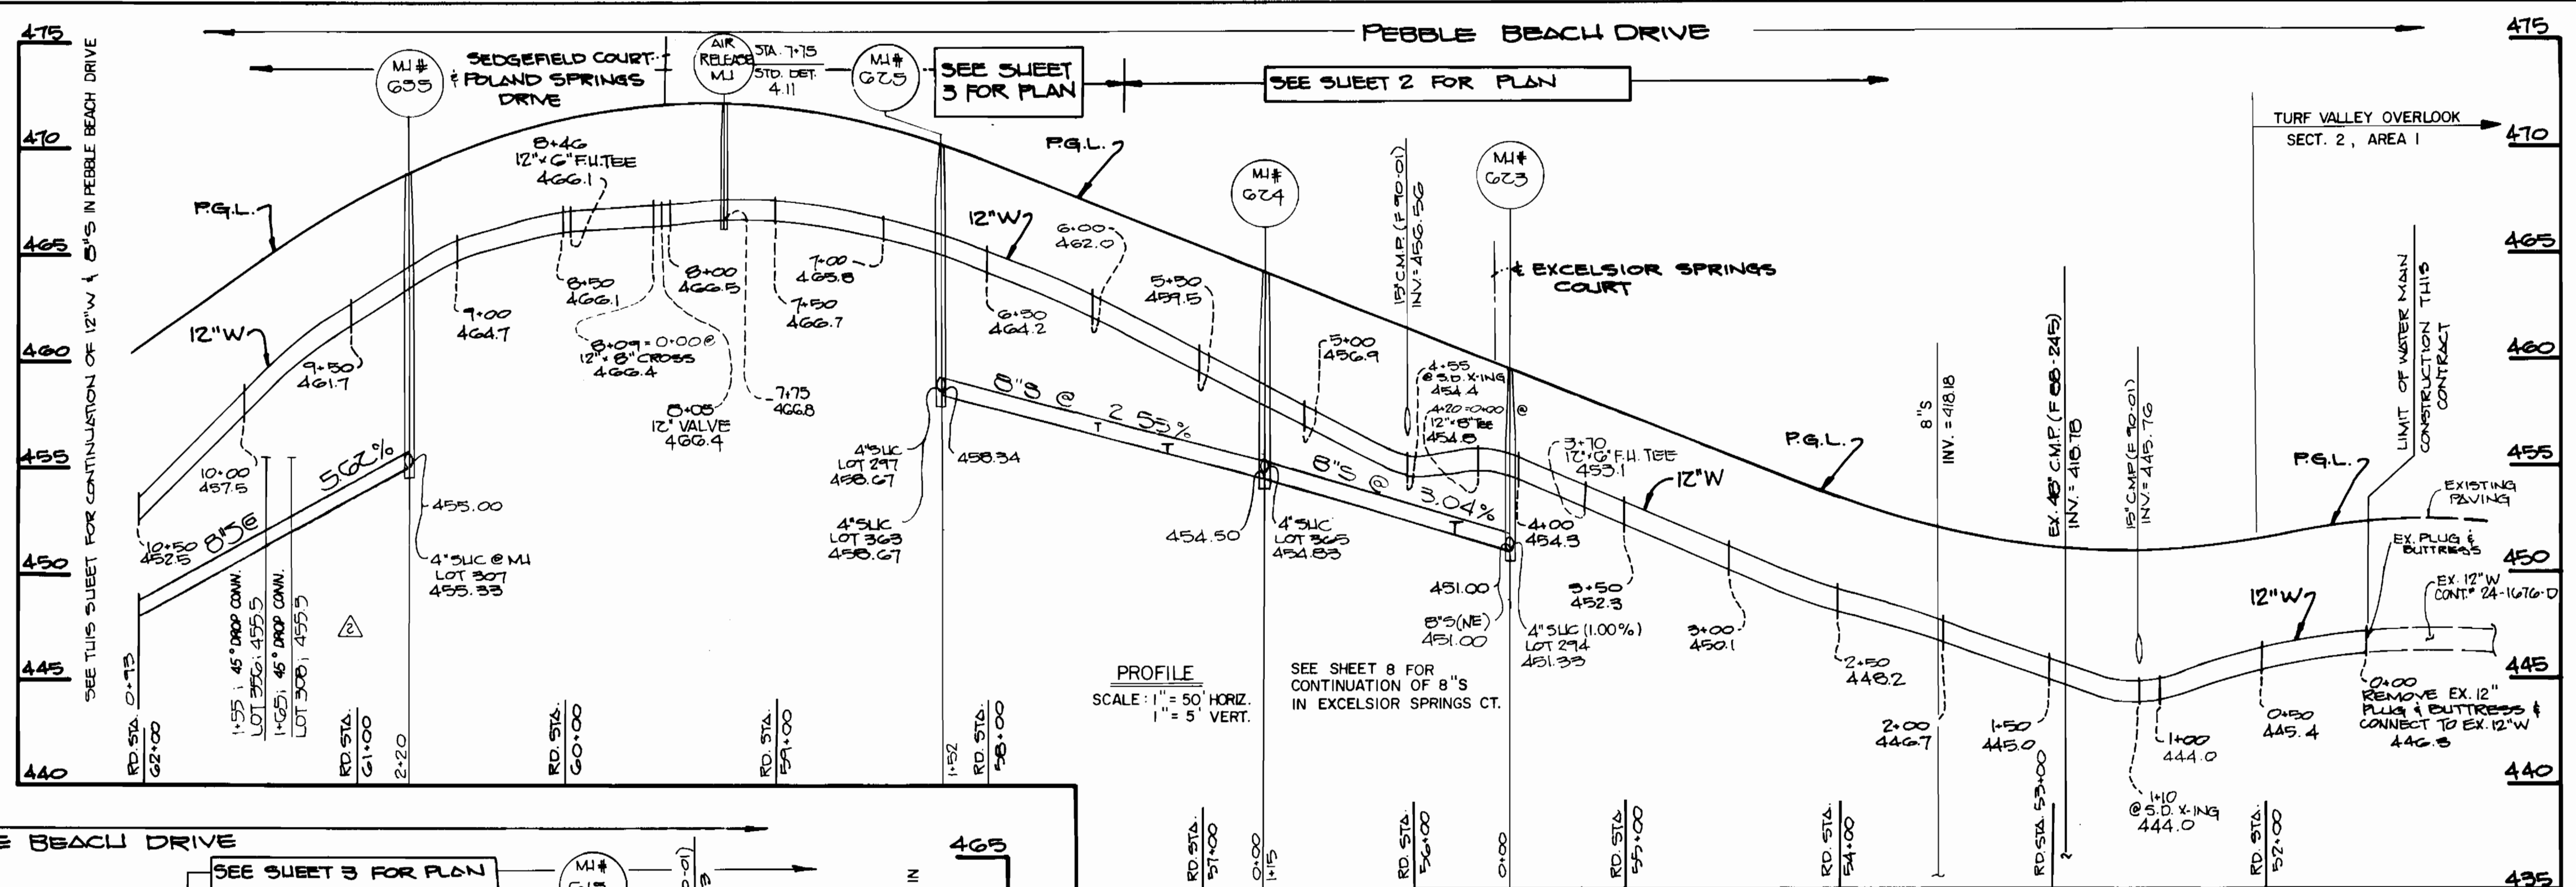 PEBBLE BEACH DRIVE
475
475
470
470
465
465
460
460
455
455
450
450
445
445
440
440
435
SEE THIS SHEET FOR CONTINUATION OF 12"W & 8"S IN PEBBLE BEACH DRIVE
SEDGEFIELD COURT
& POLAND SPRINGS
DRIVE
MH#
655
AIR
RELEASE
MH
STA. 7+75
STD. DET.
4.11
MH#
625
SEE SHEET
3 FOR PLAN
SEE SHEET 2 FOR PLAN
TURF VALLEY OVERLOOK
SECT. 2, AREA 1
P.G.L.
P.G.L.
P.G.L.
P.G.L.
12"W
12"W
12"W
12"W
8+46
12"x6" F.H. TEE
466.1
8+50
466.1
8+00
466.5
8+09=0+00 @
12"x8" CROSS
466.4
8+05
12" VALVE
466.4
7+75
466.8
7+50
466.7
7+00
465.8
6+50
464.2
6+00
462.0
5+50
459.5
5+00
456.9
9+00
464.7
9+50
461.7
10+00
457.5
10+50
452.5
8"S@
5.62%
455.00
4"SHC @ MH
LOT 307
455.33
1+55; 45° DROP CONN.
LOT 356; 455.5
1+65; 45° DROP CONN.
LOT 308; 455.5
2
0+93
2+20
RD. STA.
62+00
RD. STA.
61+00
RD. STA.
60+00
RD. STA.
59+00
1+52
RD. STA.
58+00
8"S @
2.55%
T
T
4"SHC
LOT 297
458.67
458.34
4"SHC
LOT 363
458.67
MH#
624
454.50
4"SHC
LOT 365
454.83
8"S @
3.04%
T
15" C.M.P. (F 90-01)
INV. = 456.56
MH#
623
℄ EXCELSIOR SPRINGS
COURT
4+55
@ S.D. X-ING
454.4
4+20=0+00 @
12"x8" TEE
454.8
3+70
12"x6" F.H. TEE
453.1
4+00
454.3
451.00
8"S (NE)
451.00
4"SHC (1.00%)
LOT 294
451.33
3+50
452.3
3+00
450.1
2+50
448.2
2+00
446.7
8"S
INV. = 418.18
EX. 48" C.M.P. (F 88-245)
INV. = 418.78
15" C.M.P. (F 90-01)
INV. = 445.76
1+50
445.0
1+00
444.0
1+10
@ S.D. X-ING
444.0
0+50
445.4
0+00
REMOVE EX. 12"
PLUG & BUTTRESS &
CONNECT TO EX. 12"W
446.3
LIMIT OF WATER MAIN
CONSTRUCTION THIS
CONTRACT
EXISTING
PAVING
EX. PLUG &
BUTTRESS
EX. 12"W
CONT.# 24-1676-D
PROFILE
SCALE: 1" = 50' HORIZ.
1" = 5' VERT.
SEE SHEET 8 FOR
CONTINUATION OF 8"S
IN EXCELSIOR SPRINGS CT.
RD. STA.
57+00
0+00
1+15
RD. STA.
56+00
0+00
RD. STA.
55+00
RD. STA.
54+00
RD. STA. 53+00
RD. STA.
52+00
BEACH DRIVE
SEE SHEET 3 FOR PLAN
MH#
465
IN